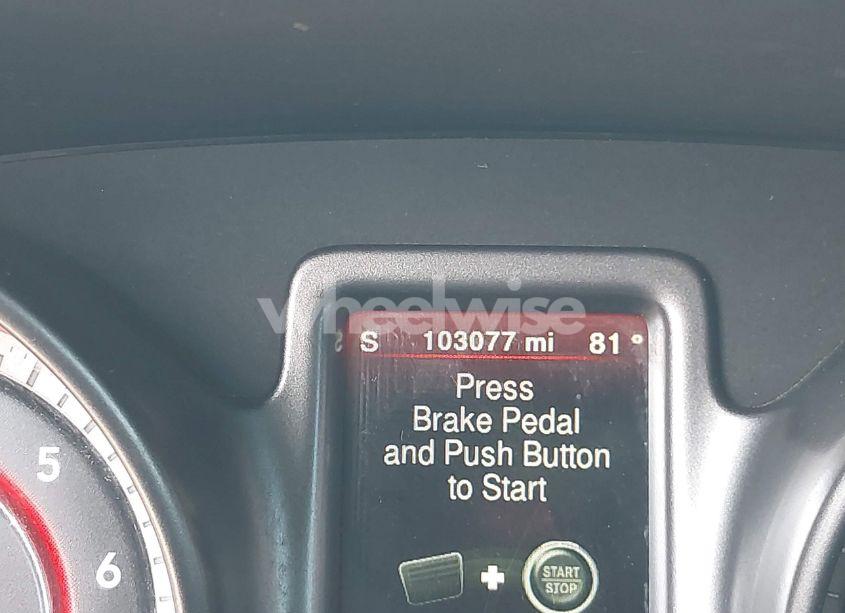 wheelwise
S 103077 mi 81°
Press
Brake Pedal
and Push Button
to Start
5
6
START
STOP